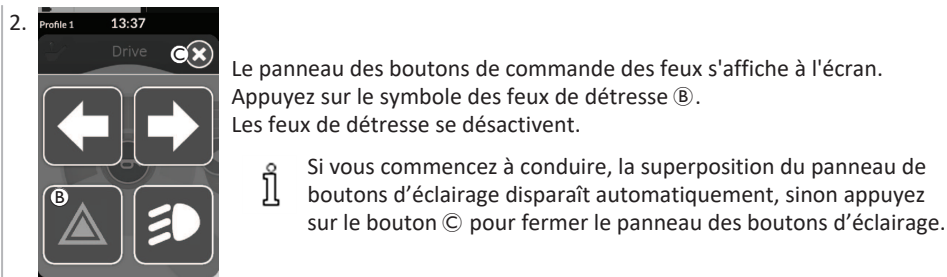 2.
Profile 1 13:37
Drive Ⓒ
Ⓑ
Le panneau des boutons de commande des feux s'affiche à l'écran.
Appuyez sur le symbole des feux de détresse Ⓑ.
Les feux de détresse se désactivent.
Si vous commencez à conduire, la superposition du panneau de
boutons d’éclairage disparaît automatiquement, sinon appuyez
sur le bouton Ⓒ pour fermer le panneau des boutons d’éclairage.